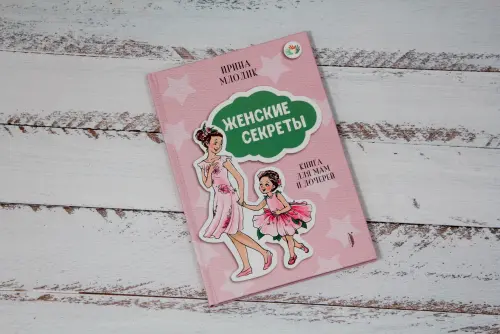 ИРИНА
МЛОДИК
ЖЕНСКИЕ
СЕКРЕТЫ
КНИГА
ДЛЯ МАМ
И ДОЧЕРЕЙ